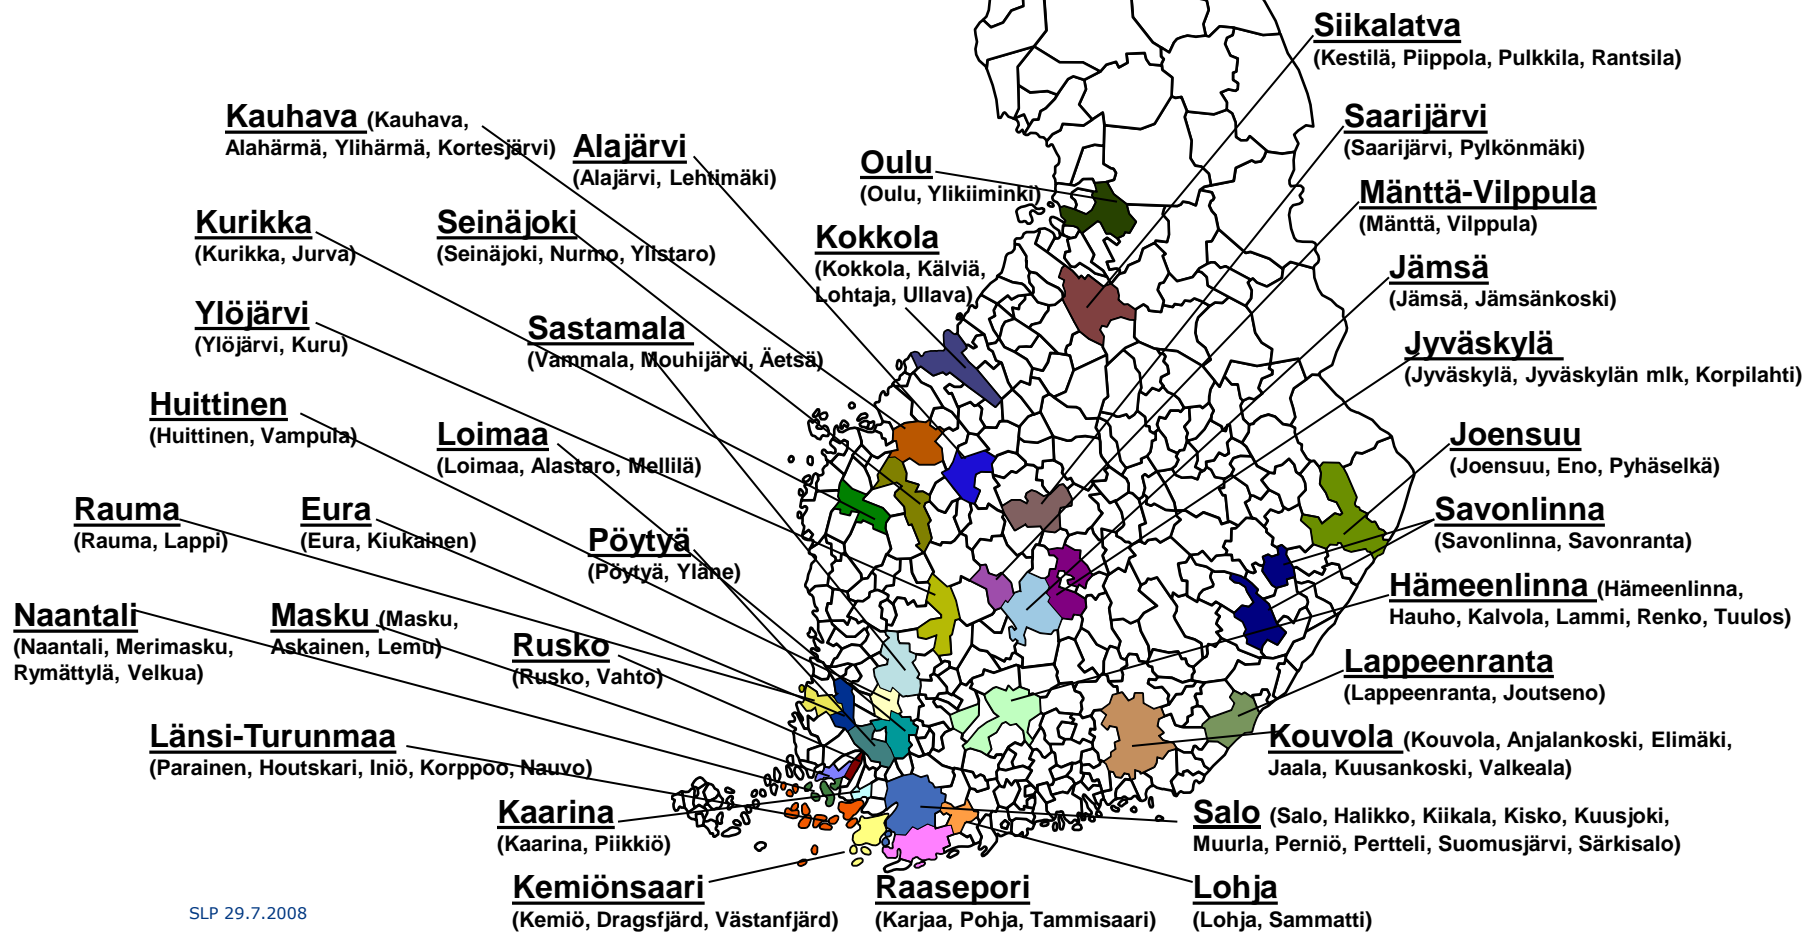 Siikalatva
(Kestilä, Piippola, Pulkkila, Rantsila)
Kauhava (Kauhava,
Alahärmä, Ylihärmä, Kortesjärvi)
Alajärvi
(Alajärvi, Lehtimäki)
Oulu
(Oulu, Ylikiiminki)
Saarijärvi
(Saarijärvi, Pylkönmäki)
Mänttä-Vilppula
(Mänttä, Vilppula)
Kurikka
(Kurikka, Jurva)
Seinäjoki
(Seinäjoki, Nurmo, Ylistaro)
Kokkola
(Kokkola, Kälviä,
Lohtaja, Ullava)
Jämsä
(Jämsä, Jämsänkoski)
Ylöjärvi
(Ylöjärvi, Kuru)
Sastamala
(Vammala, Mouhijärvi, Äetsä)
Jyväskylä
(Jyväskylä, Jyväskylän mlk, Korpilahti)
Huittinen
(Huittinen, Vampula)
Loimaa
(Loimaa, Alastaro, Mellilä)
Joensuu
(Joensuu, Eno, Pyhäselkä)
Rauma
(Rauma, Lappi)
Eura
(Eura, Kiukainen)
Pöytyä
(Pöytyä, Yläne)
Savonlinna
(Savonlinna, Savonranta)
Hämeenlinna (Hämeenlinna,
Hauho, Kalvola, Lammi, Renko, Tuulos)
Naantali
(Naantali, Merimasku,
Rymättylä, Velkua)
Masku (Masku,
Askainen, Lemu)
Rusko
(Rusko, Vahto)
Lappeenranta
(Lappeenranta, Joutseno)
Länsi-Turunmaa
(Parainen, Houtskari, Iniö, Korppoo, Nauvo)
Kouvola (Kouvola, Anjalankoski, Elimäki,
Jaala, Kuusankoski, Valkeala)
Kaarina
(Kaarina, Piikkiö)
Salo (Salo, Halikko, Kiikala, Kisko, Kuusjoki,
Muurla, Perniö, Pertteli, Suomusjärvi, Särkisalo)
Kemiönsaari
(Kemiö, Dragsfjärd, Västanfjärd)
Raasepori
(Karjaa, Pohja, Tammisaari)
Lohja
(Lohja, Sammatti)
SLP 29.7.2008